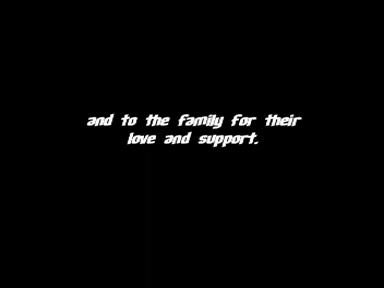 and to the family for their
love and support.